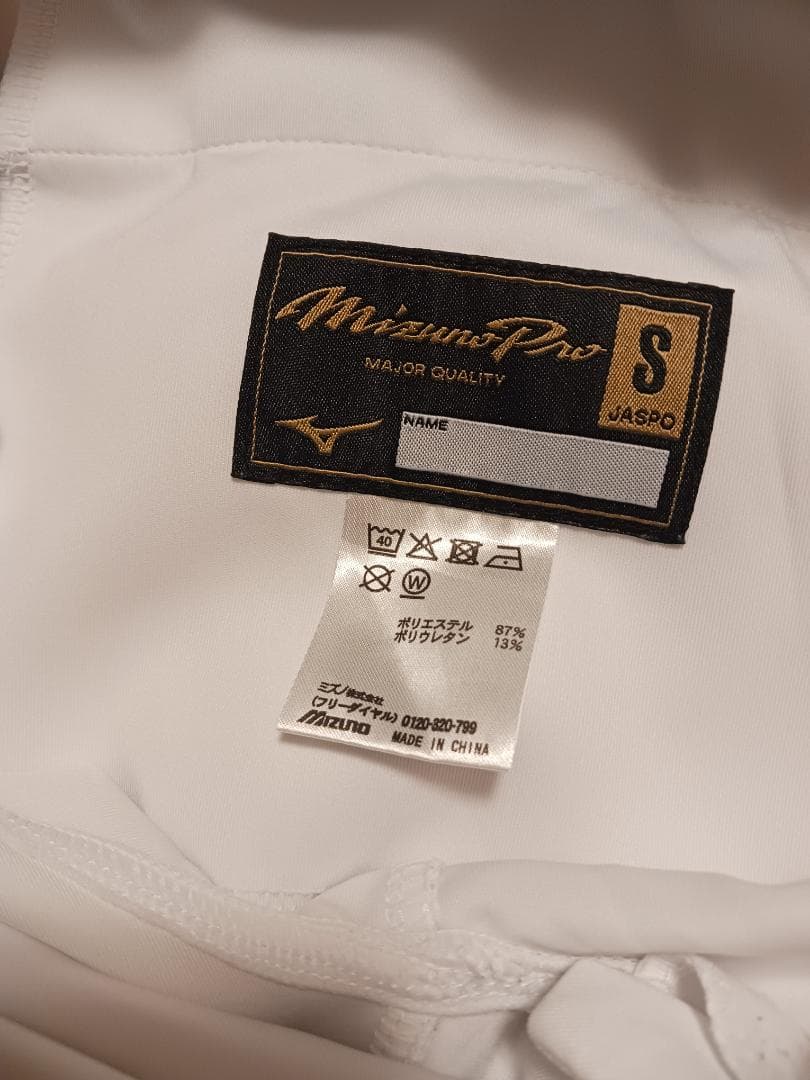 Mizuno Pro
MAJOR QUALITY
S
JASPO
NAME
40
W
ポリエステル 87%
ポリウレタン 13%
ミズノ株式会社
(フリーダイヤル) 0120-320-799
MIZUNO MADE IN CHINA